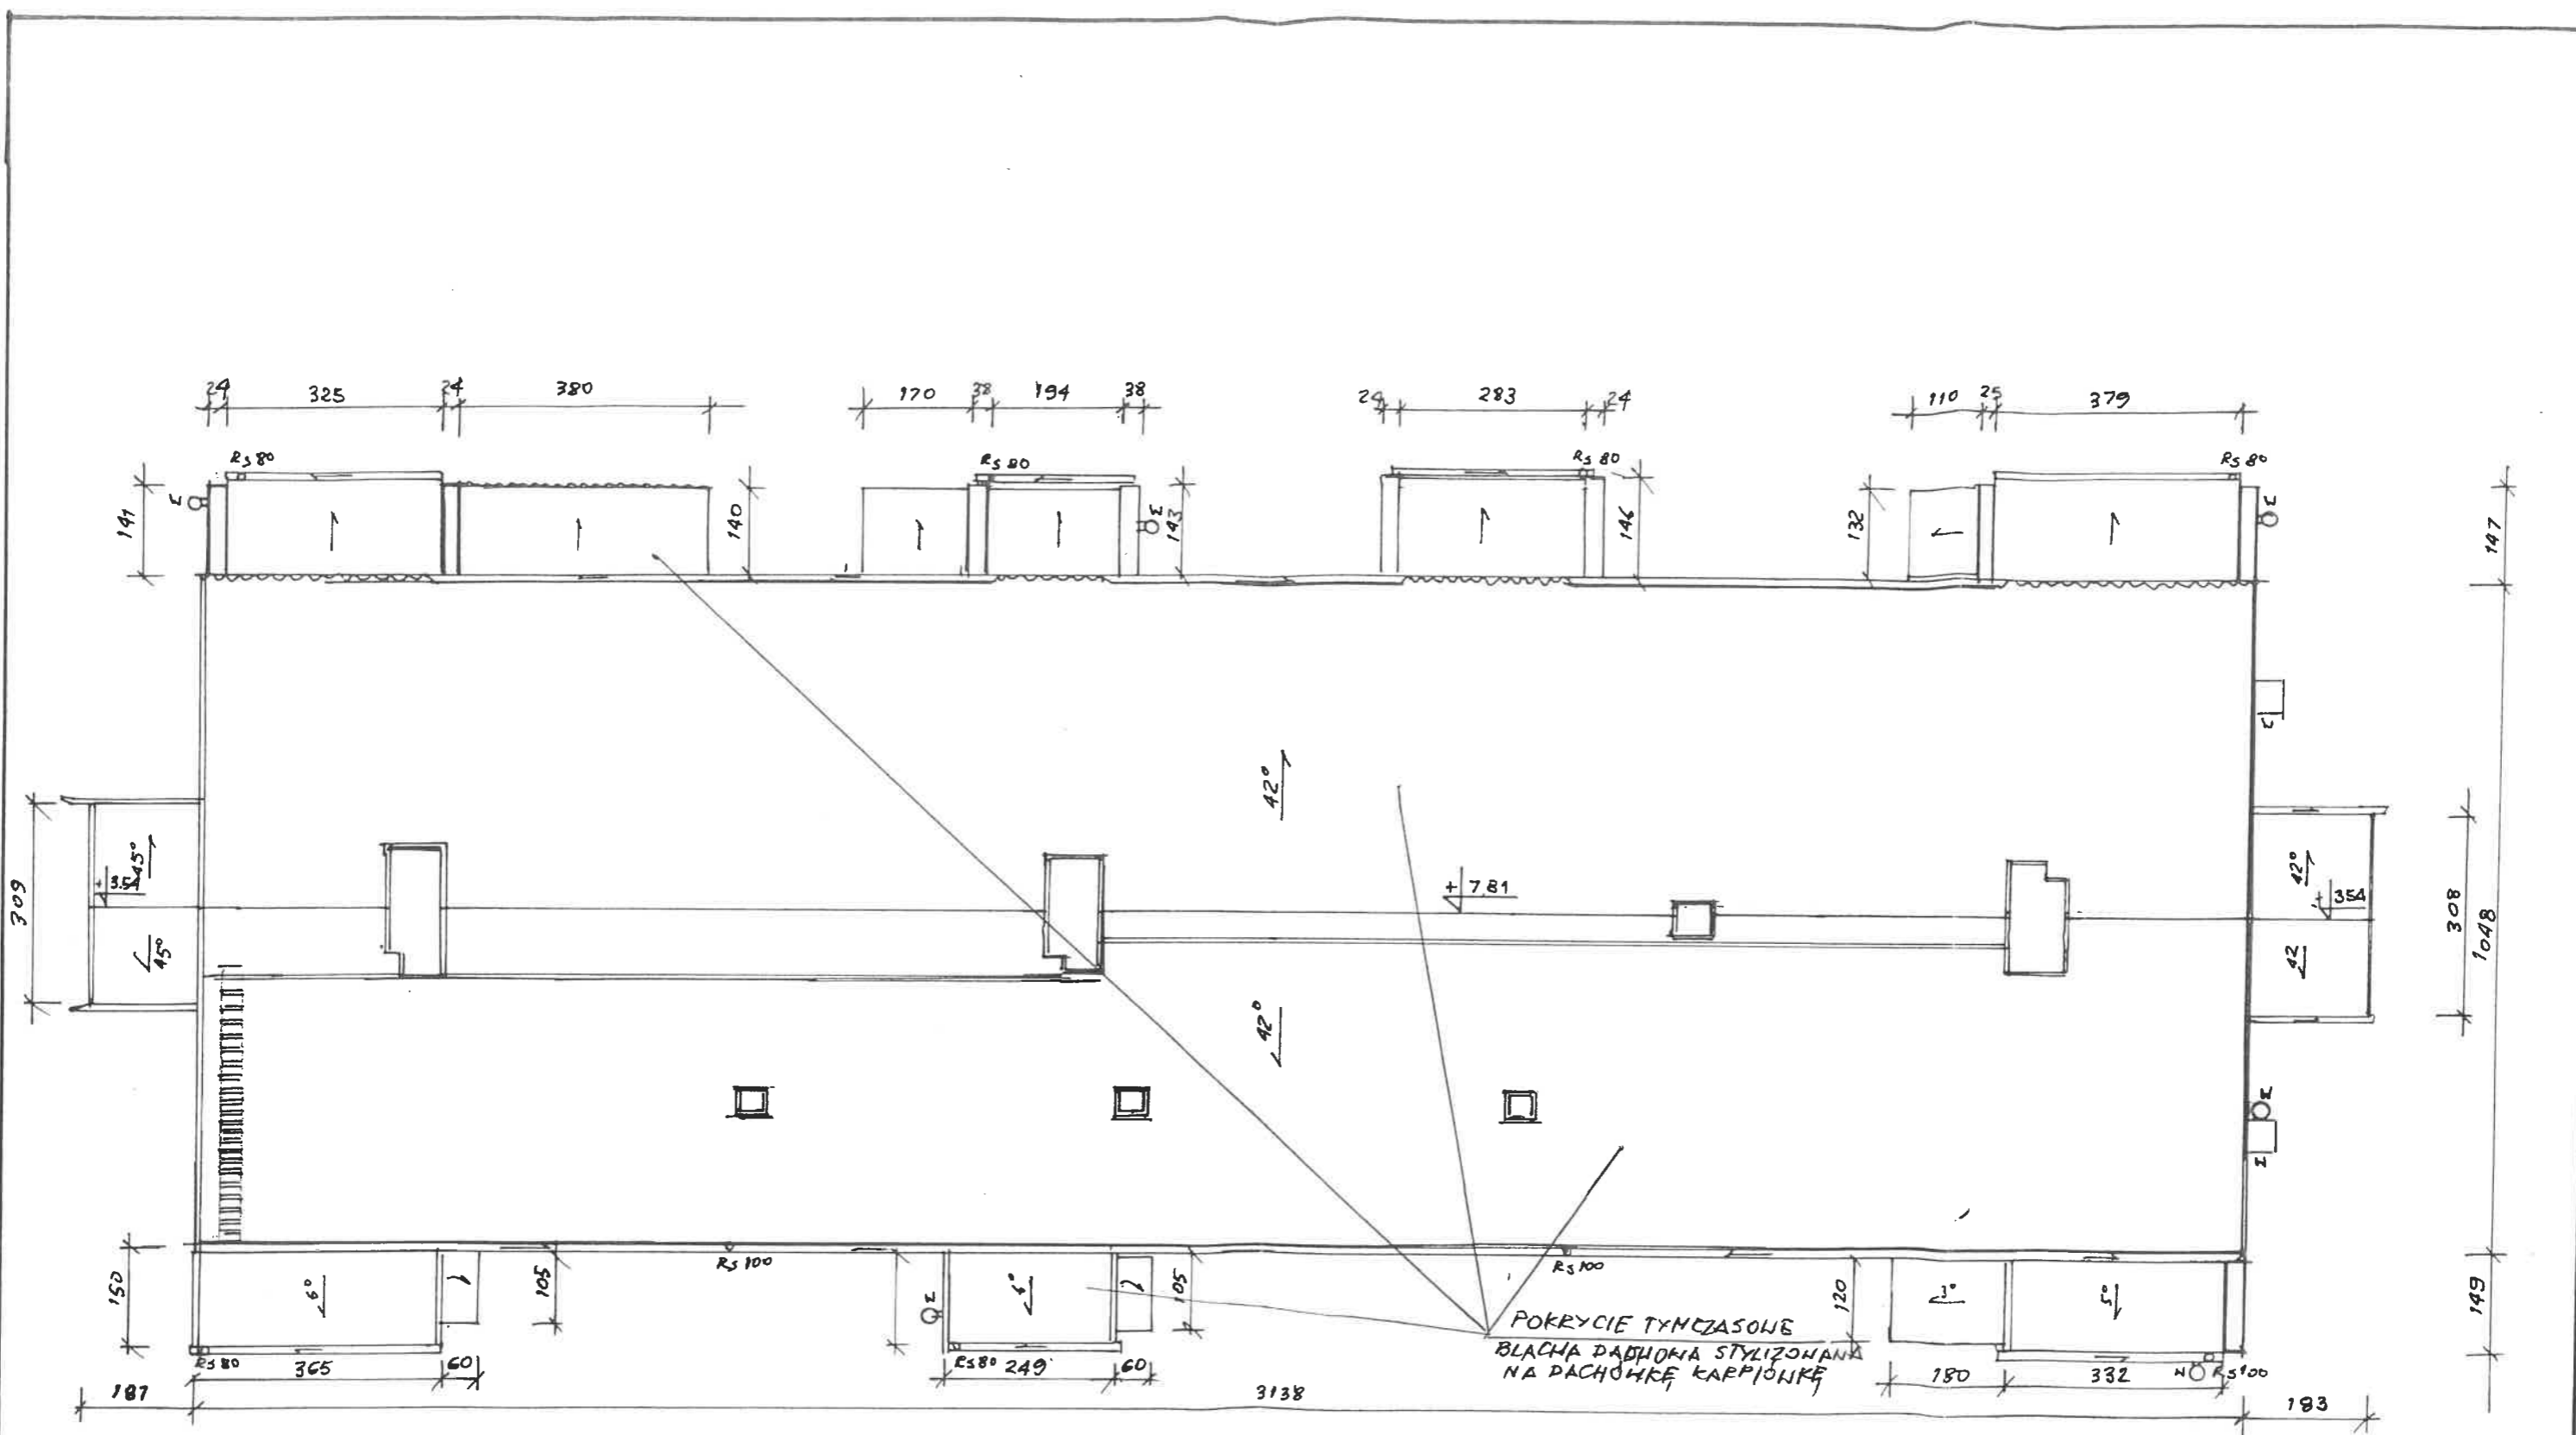 24 325 24 380 170 38 194 38 24 283 24 110 25 379
Rs 80 Rs 80 Rs 80 Rs 80
141 140 143 146 132 147
42°
45° 42°
+ 7,81 + 354
309 308 1048
45° 42
42°
Rs 100 Rs 100
150 6° 105 6° 105 120 3° 5° 149
POKRYCIE TYMCZASOWE
BLACHA DACHOWA STYLIZOWANA
NA DACHÓWKĘ KARPIÓWKĘ
Rs 80 365 60 Rs 80 249 60 180 332 Rs 100
187 3138 183